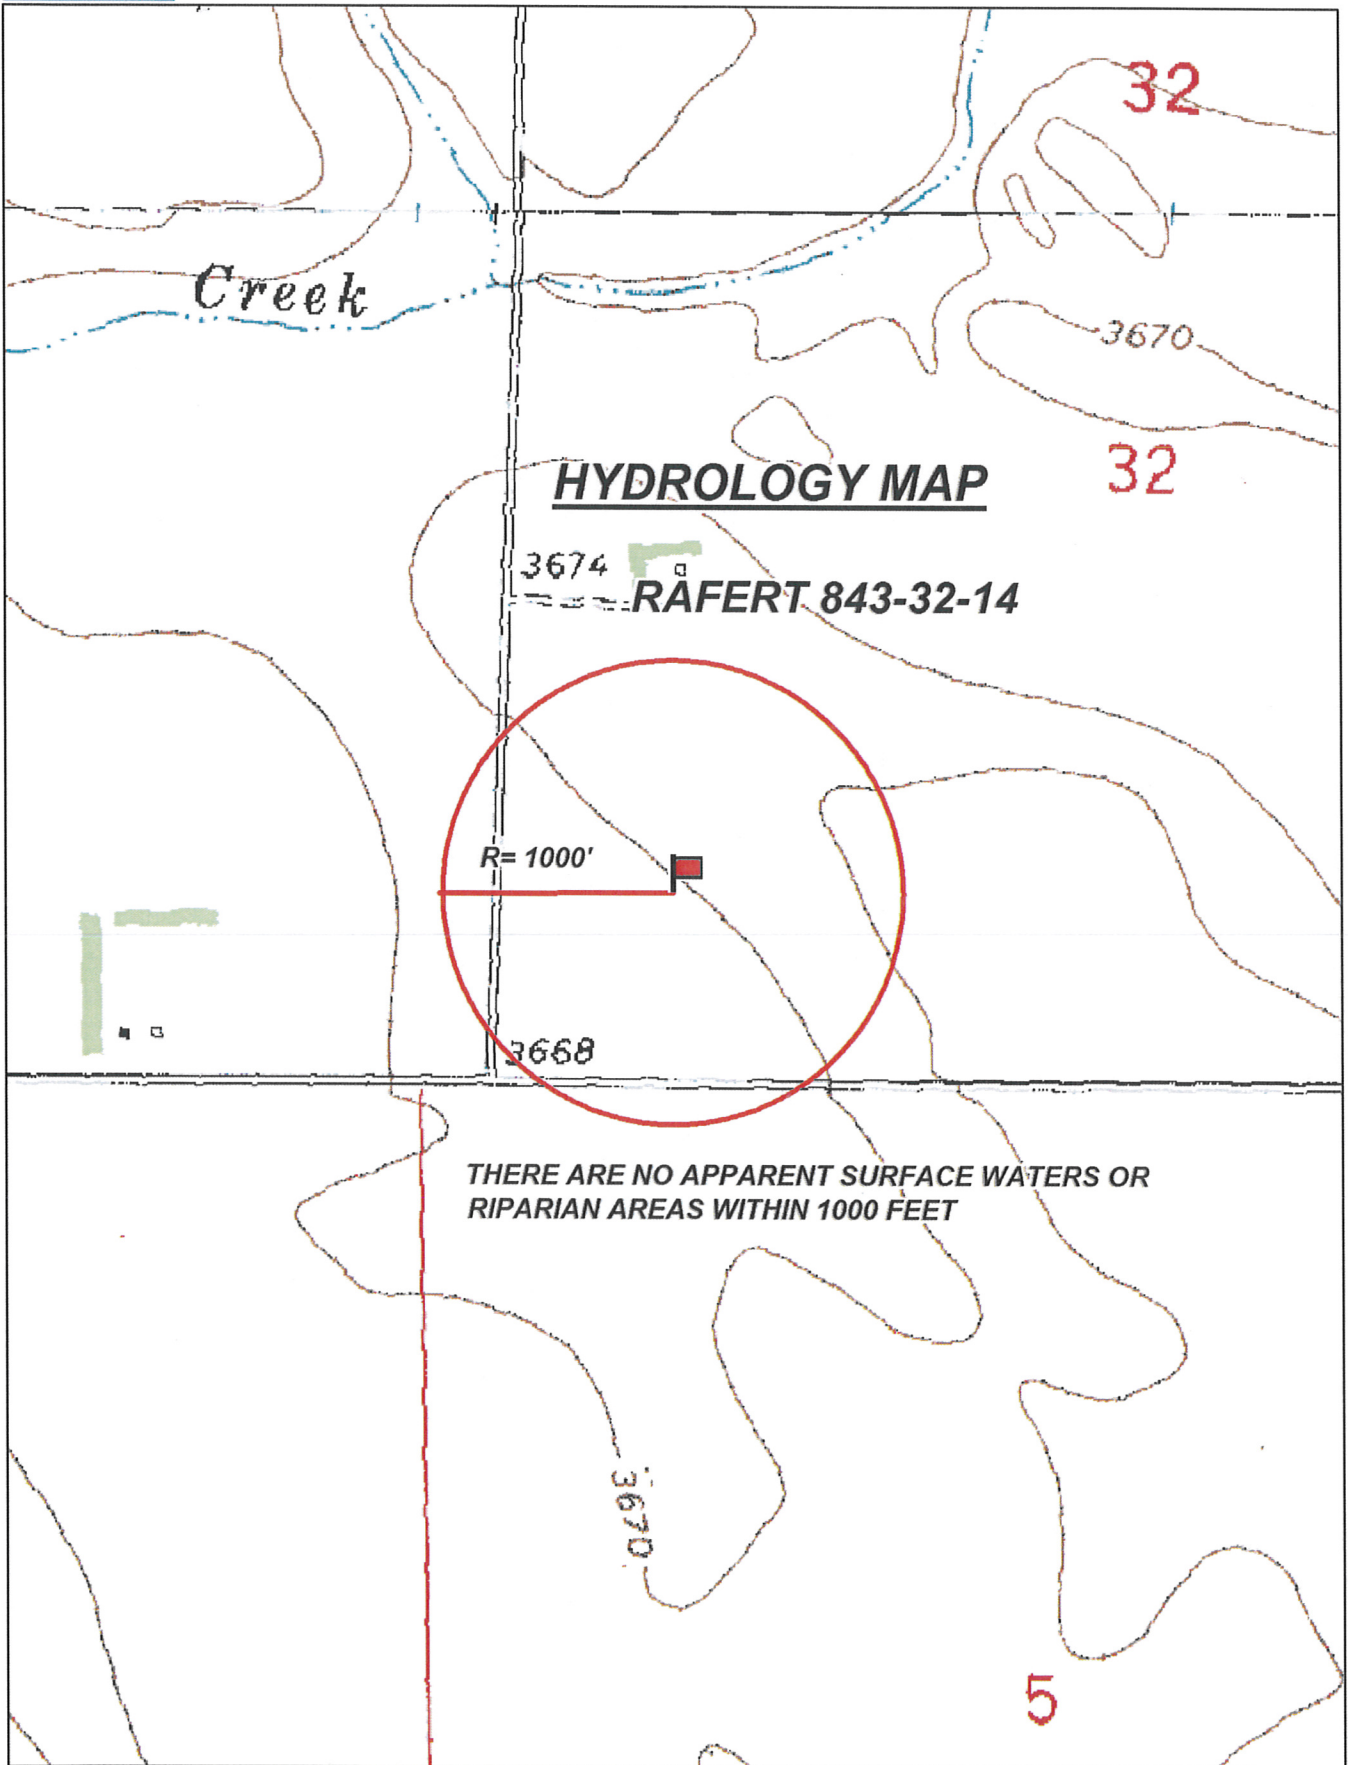 32
Creek
3670
32
HYDROLOGY MAP
3674
RAFERT 843-32-14
R= 1000'
3668
THERE ARE NO APPARENT SURFACE WATERS OR
RIPARIAN AREAS WITHIN 1000 FEET
3670
5